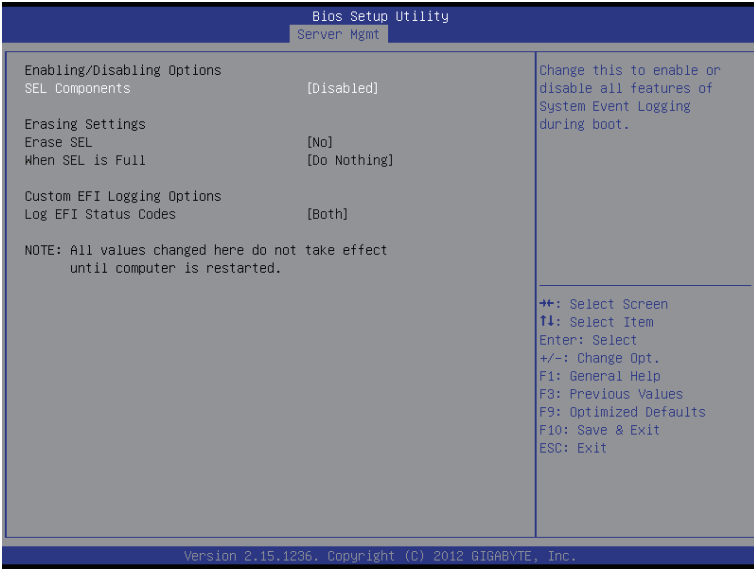 Bios Setup Utility
Server Mgmt
Enabling/Disabling Options
SEL Components [Disabled]
Erasing Settings
Erase SEL [No]
When SEL is Full [Do Nothing]
Custom EFI Logging Options
Log EFI Status Codes [Both]
NOTE: All values changed here do not take effect
until computer is restarted.
Change this to enable or
disable all features of
System Event Logging
during boot.
→←: Select Screen
↑↓: Select Item
Enter: Select
+/-: Change Opt.
F1: General Help
F3: Previous Values
F9: Optimized Defaults
F10: Save & Exit
ESC: Exit
Version 2.15.1236. Copyright (C) 2012 GIGABYTE, Inc.